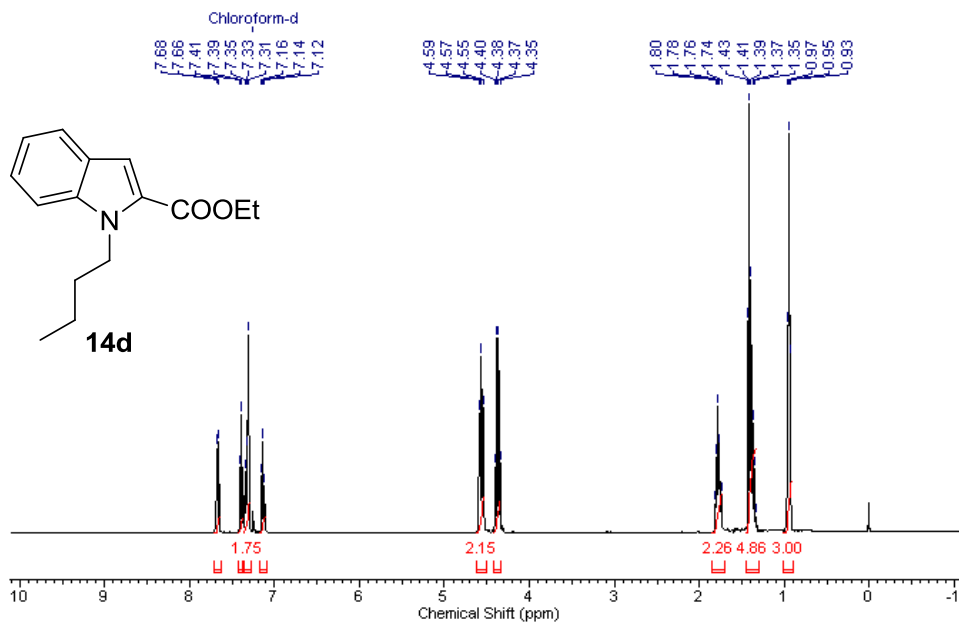 Chloroform-d
7.68 7.66 7.41 7.39 7.35 7.33 7.31 7.16 7.14 7.12 4.59 4.57 4.55 4.40 4.38 4.37 4.35 1.80 1.78 1.76 1.74 1.43 1.41 1.39 1.37 1.35 0.97 0.95 0.93
COOEt
N
14d
1.75 2.15 2.26 4.86 3.00
10 9 8 7 6 5 4 3 2 1 0 -1
Chemical Shift (ppm)